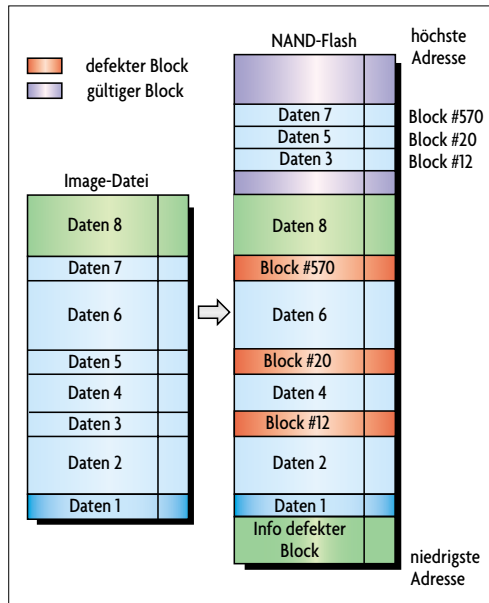 NAND-Flash
höchste
Adresse
defekter Block
gültiger Block
Daten 7
Block #570
Daten 5
Block #20
Daten 3
Block #12
Image-Datei
Daten 8
Daten 8
Daten 7
Block #570
Daten 6
Daten 6
Daten 5
Block #20
Daten 4
Daten 4
Daten 3
Block #12
Daten 2
Daten 2
Daten 1
Daten 1
Info defekter
Block
niedrigste
Adresse